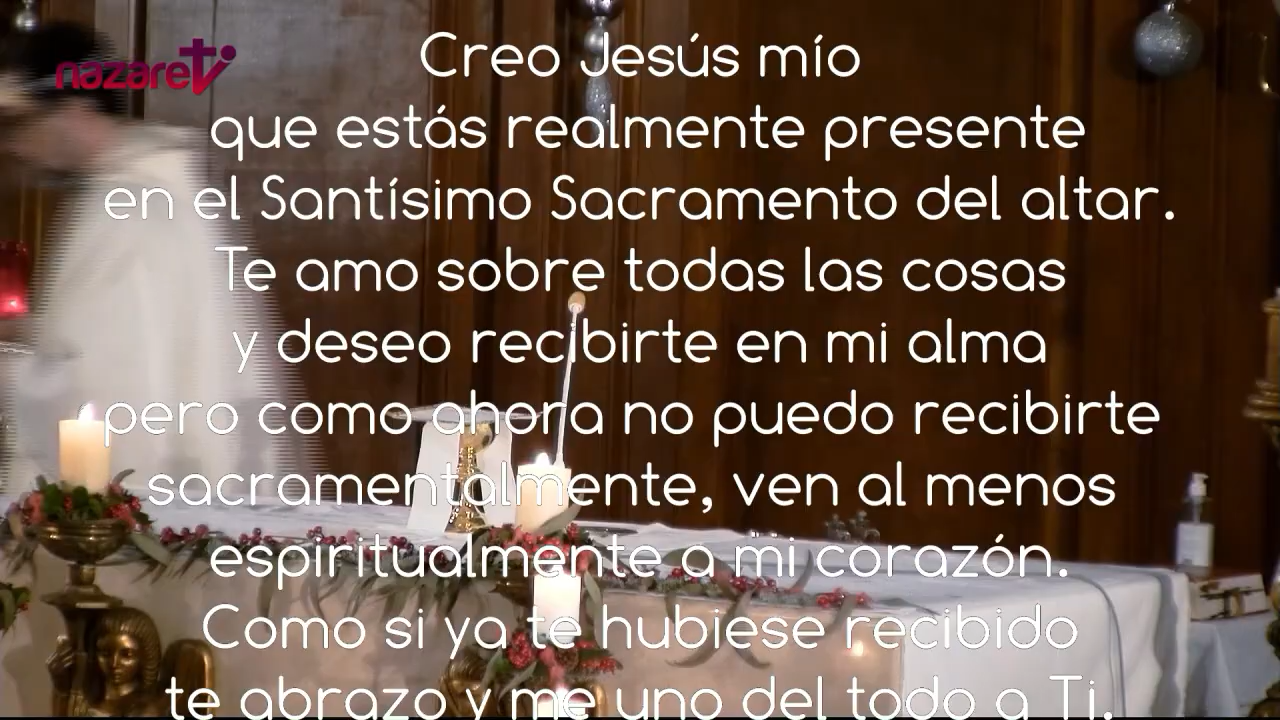 nazaretv
Creo Jesús mío
que estás realmente presente
en el Santísimo Sacramento del altar.
Te amo sobre todas las cosas
y deseo recibirte en mi alma
pero como ahora no puedo recibirte
sacramentalmente, ven al menos
espiritualmente a mi corazón.
Como si ya te hubiese recibido
te abrazo y me uno del todo a Ti.